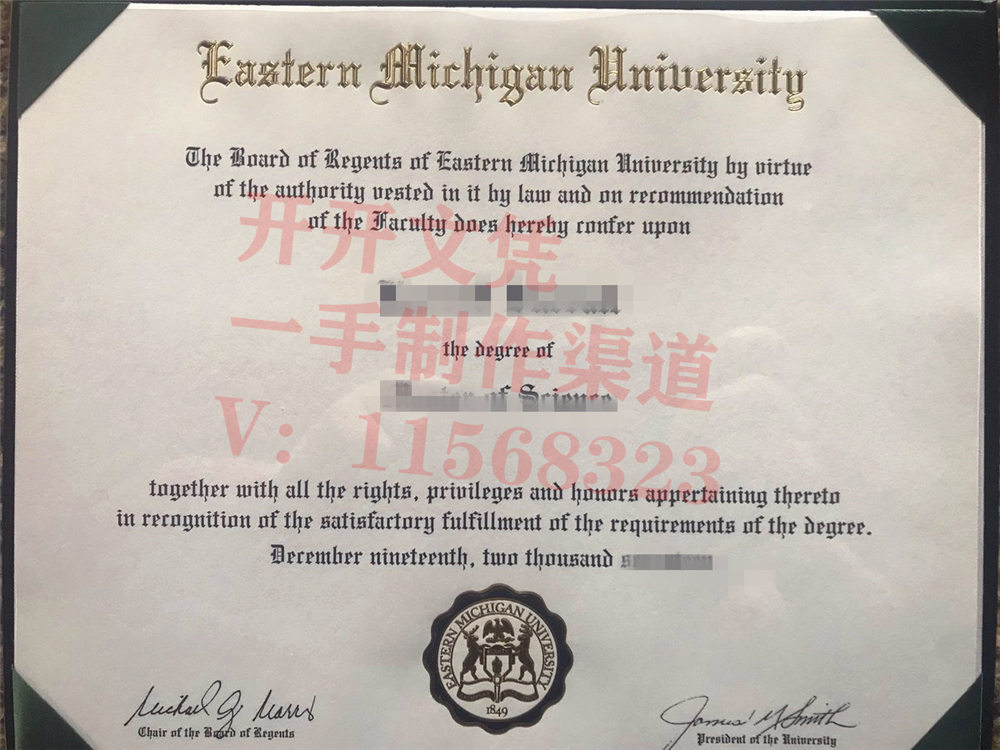 Eastern Michigan University
The Board of Regents of Eastern Michigan University by virtue
of the authority vested in it by law and on recommendation
of the Faculty does hereby confer upon
开开文凭
一手制作渠道
the degree of
of Science
V：11568323
together with all the rights, privileges and honors appertaining thereto
in recognition of the satisfactory fulfillment of the requirements of the degree.
December nineteenth, two thousand
EASTERN MICHIGAN UNIVERSITY
1849
Chair of the Board of Regents
President of the University